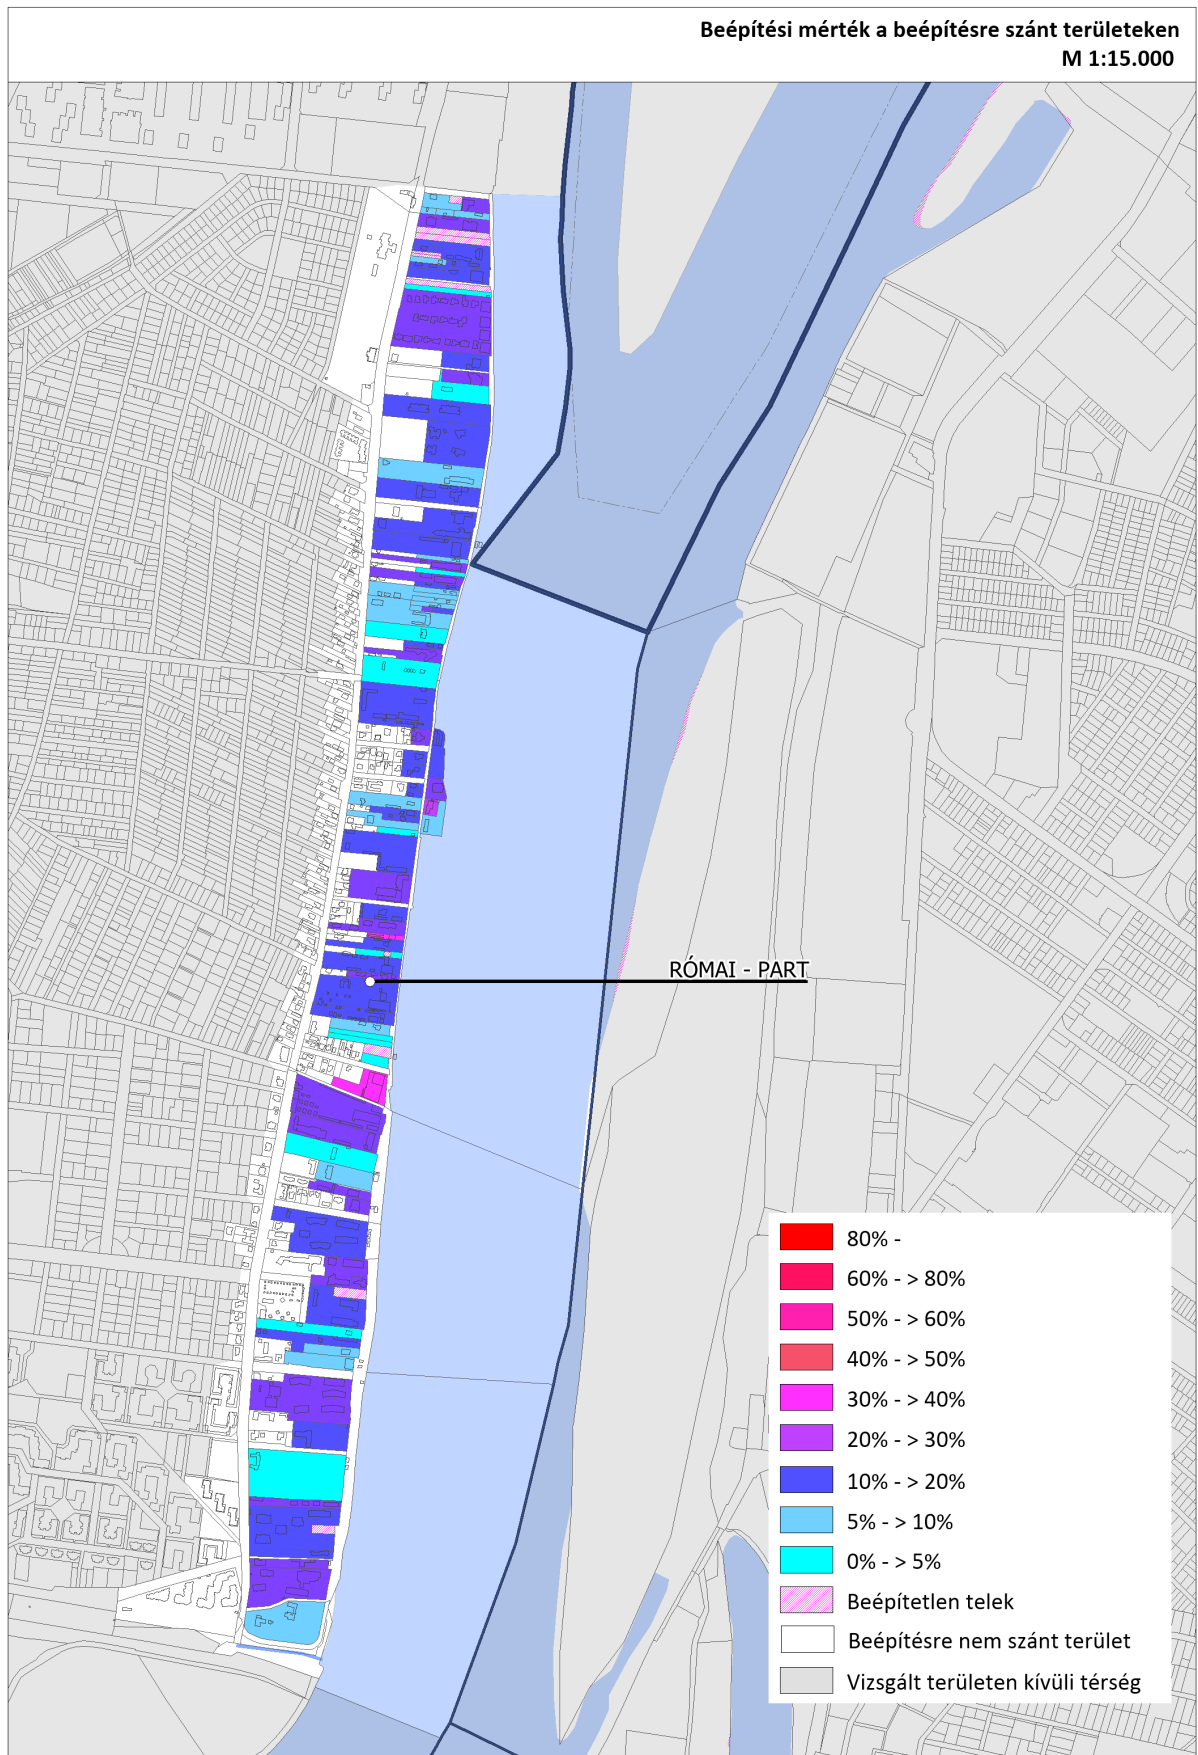 Beépítési mérték a beépítésre szánt területeken
M 1:15.000
RÓMAI - PART
80% -
60% - > 80%
50% - > 60%
40% - > 50%
30% - > 40%
20% - > 30%
10% - > 20%
5% - > 10%
0% - > 5%
Beépítetlen telek
Beépítésre nem szánt terület
Vizsgált területen kívüli térség